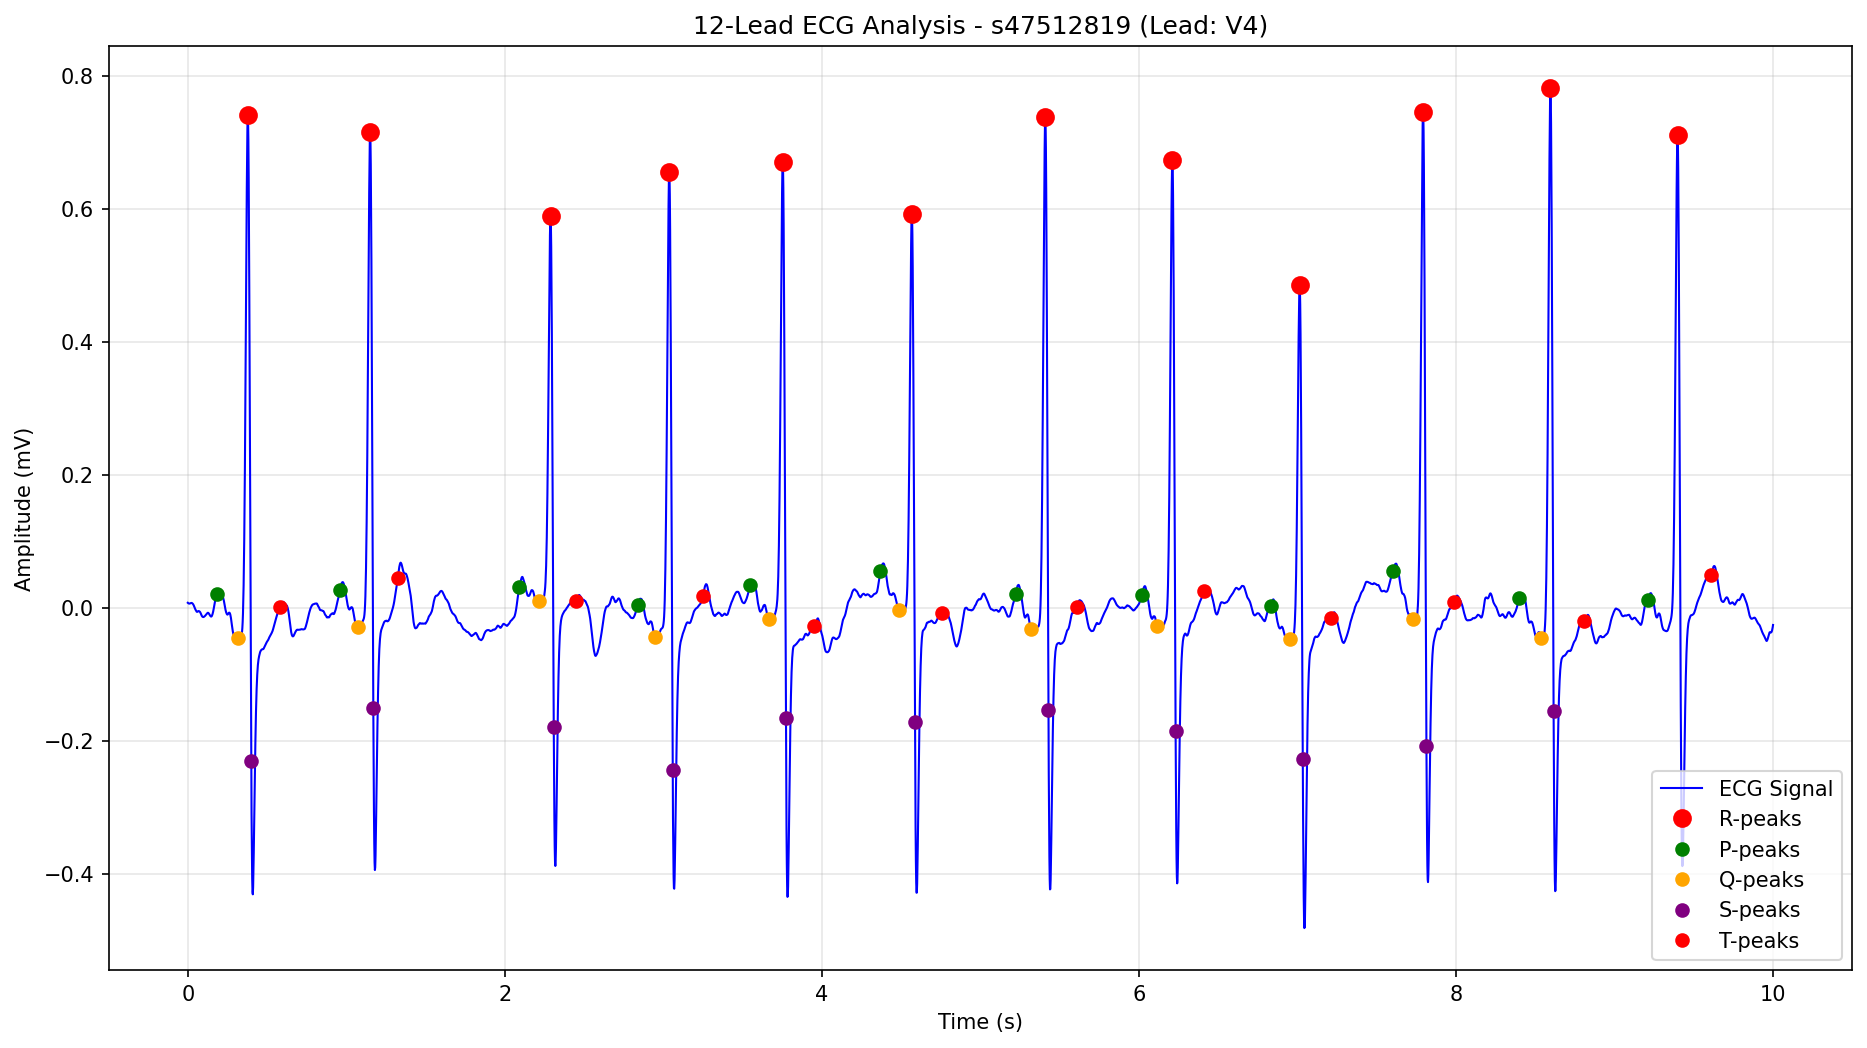 12-Lead ECG Analysis - s47512819 (Lead: V4)
Amplitude (mV)
0.8
0.6
0.4
0.2
0.0
−0.2
−0.4
0
2
4
6
8
10
Time (s)
ECG Signal
R-peaks
P-peaks
Q-peaks
S-peaks
T-peaks